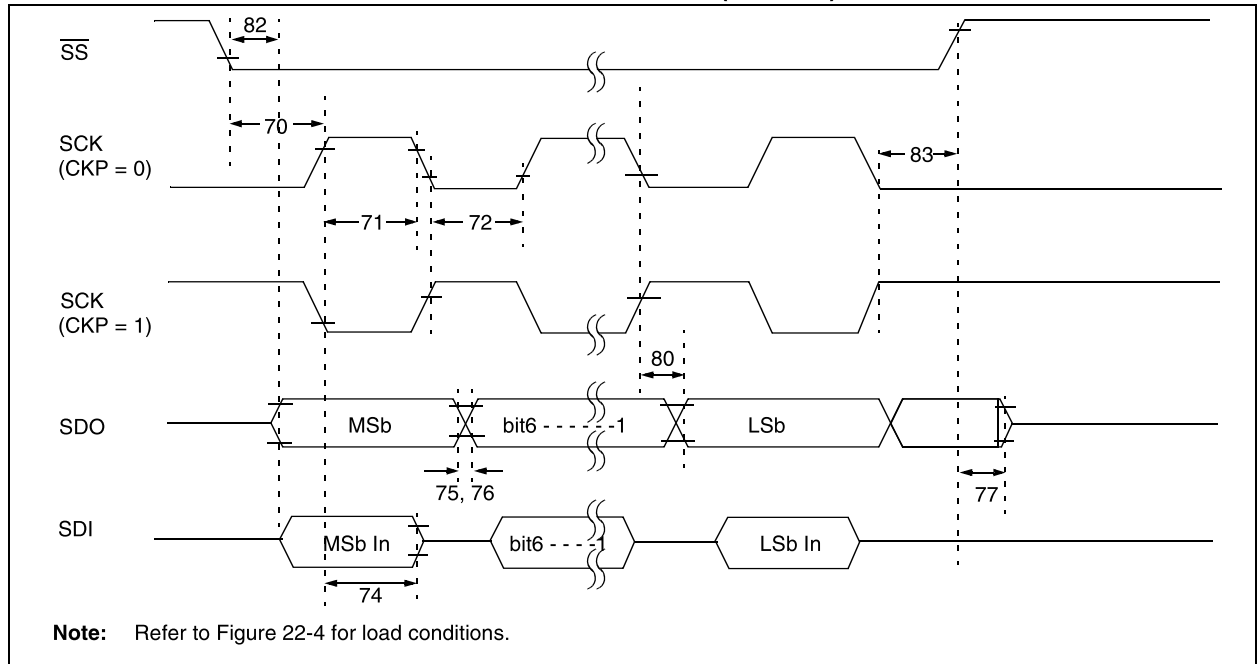 82
SS
70
SCK
(CKP = 0)
83
71
72
SCK
(CKP = 1)
80
SDO
MSb
bit6 - - - - - - -1
LSb
75, 76
77
SDI
MSb In
bit6 - - - -1
LSb In
74
Note: Refer to Figure 22-4 for load conditions.